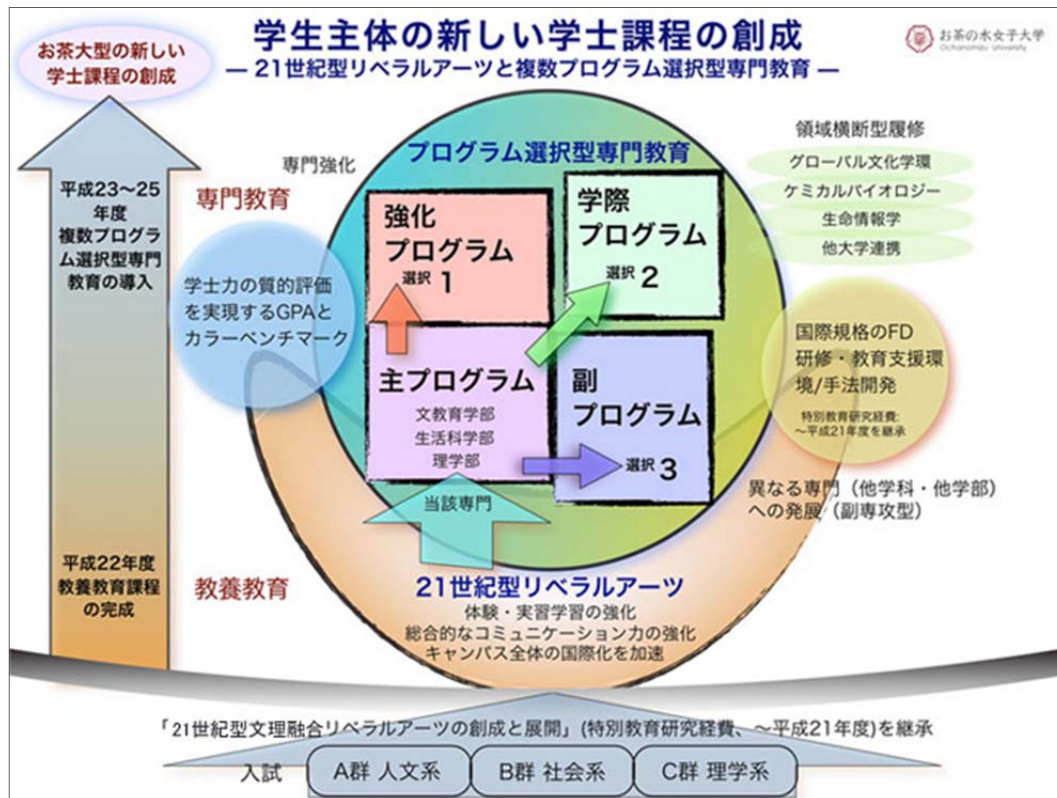 学生主体の新しい学士課程の創成
— 21世紀型リベラルアーツと複数プログラム選択型専門教育 —
お茶の水女子大学
Ochanomizu University
お茶大型の新しい
学士課程の創成
平成23〜25
年度
複数プログラ
ム選択型専門
教育の導入
平成22年度
教養教育課程
の完成
専門教育
専門強化
学士力の質的評価
を実現するGPAと
カラーベンチマーク
教養教育
プログラム選択型専門教育
強化
プログラム
選択 1
学際
プログラム
選択 2
主プログラム
文教育学部
生活科学部
理学部
副
プログラム
選択 3
当該専門
領域横断型履修
グローバル文化学環
ケミカルバイオロジー
生命情報学
他大学連携
国際規格のFD
研修・教育支援環
境/手法開発
特別教育研究経費:
〜平成21年度を継承
異なる専門（他学科・他学部）
への発展（副専攻型）
21世紀型リベラルアーツ
体験・実習学習の強化
総合的なコミュニケーション力の強化
キャンパス全体の国際化を加速
「21世紀型文理融合リベラルアーツの創成と展開」(特別教育研究経費、〜平成21年度)を継承
入試
A群 人文系
B群 社会系
C群 理学系